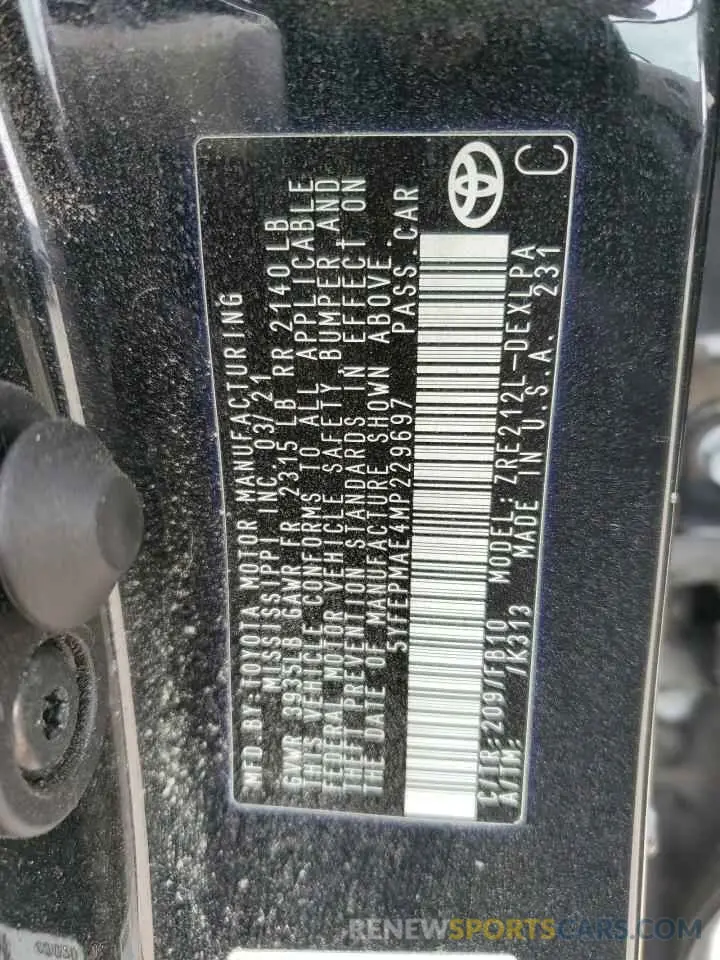 MFD BY:TOYOTA MOTOR MANUFACTURING
MISSISSIPPI INC 03/21
GVWR 3935LB GAWR FR 2315 LB RR 2140 LB
THIS VEHICLE CONFORMS TO ALL APPLICABLE
FEDERAL MOTOR VEHICLE SAFETY BUMPER AND
THEFT PREVENTION STANDARDS IN EFFECT ON
THE DATE OF MANUFACTURE SHOWN ABOVE.
5YFEPMAE4MP229697 PASS.CAR
C/TR:209/FB10 MODEL:ZRE212L-DEXLPA
A/TM: /K313 MADE IN U.S.A. 231
C
RENEWSPORTSCARS.COM